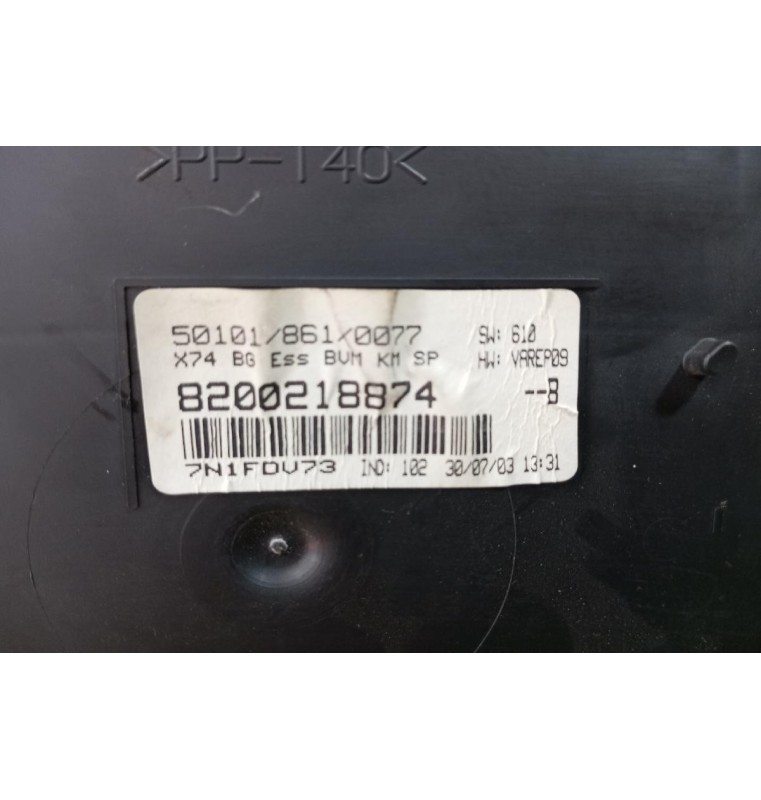 >PP-T40<
50101/861/0077 SW: 610
X74 BG Ess BVM KM SP HW: VAREP09
8200218874 --B
7N1FDV73 IND: 102 30/07/03 13:31